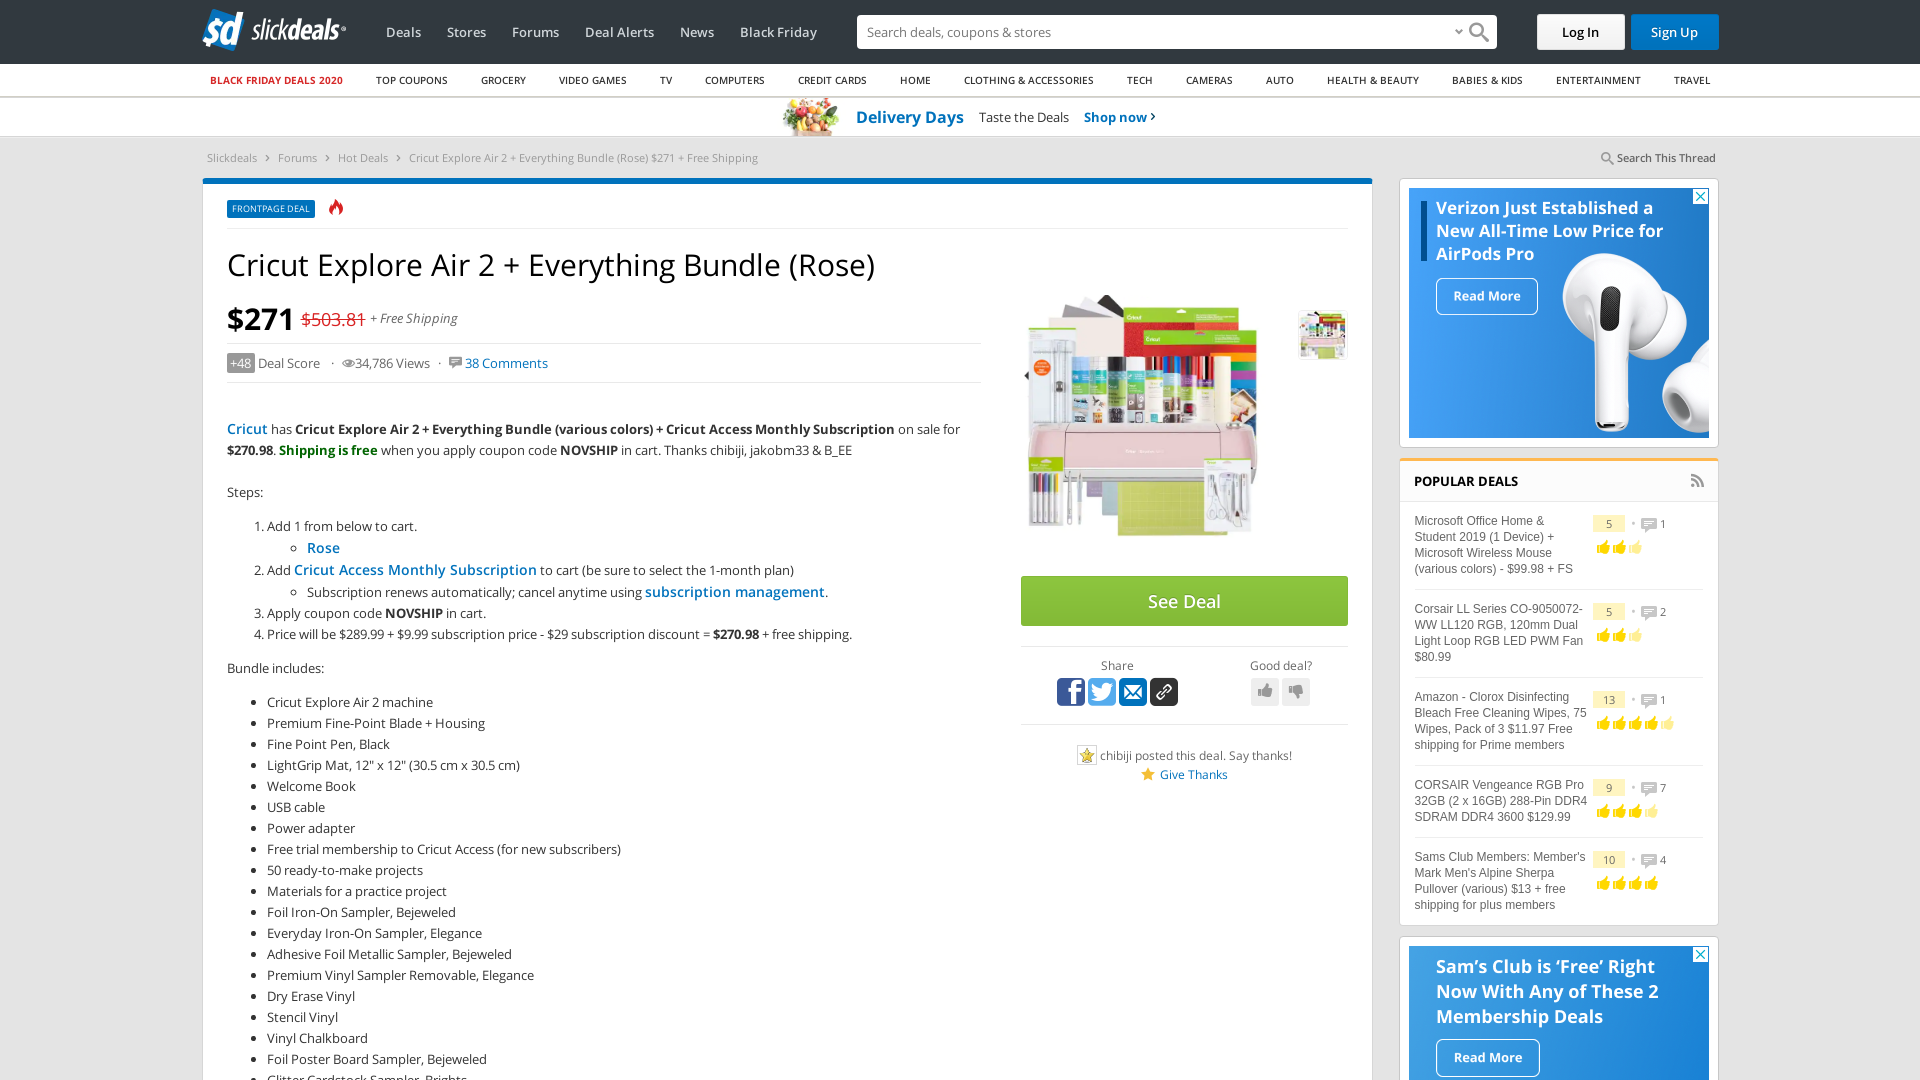 slickdeals
Deals
Stores
Forums
Deal Alerts
News
Black Friday
Search deals, coupons & shops
Log In
Sign Up
BLACK FRIDAY DEALS 2020
TOP COUPONS
GROCERY
VIDEO GAMES
TV
COMPUTERS
CREDIT CARDS
HOME
CLOTHING & ACCESSORIES
TECH
CAMERAS
AUTO
HEALTH & BEAUTY
BABIES & KIDS
ENTERTAINMENT
TRAVEL
Delivery Days Taste the Deals Shop now ›
Slickdeals › Forums › Hot Deals › Cricut Explore Air 2 + Everything Bundle (Rose) $271 + Free Shipping
Search This Thread
FRONTPAGE DEAL
Cricut Explore Air 2 + Everything Bundle (Rose)
$271 $503.81 + Free Shipping
+48 Deal Score · 34,786 Views · 38 Comments
Cricut has Cricut Explore Air 2 + Everything Bundle (various colors) + Cricut Access Monthly Subscription on sale for
$270.98. Shipping is free when you apply coupon code NOVSHIP in cart. Thanks chibiji, jakobm33 & B_EE
Steps:
1. Add 1 from below to cart.
Rose
2. Add Cricut Access Monthly Subscription to cart (be sure to select the 1-month plan)
Subscription renews automatically; cancel anytime using subscription management.
3. Apply coupon code NOVSHIP in cart.
4. Price will be $289.99 + $9.99 subscription price - $29 subscription discount = $270.98 + free shipping.
Bundle includes:
Cricut Explore Air 2 machine
Premium Fine-Point Blade + Housing
Fine Point Pen, Black
LightGrip Mat, 12" x 12" (30.5 cm x 30.5 cm)
Welcome Book
USB cable
Power adapter
Free trial membership to Cricut Access (for new subscribers)
50 ready-to-make projects
Materials for a practice project
Foil Iron-On Sampler, Bejeweled
Everyday Iron-On Sampler, Elegance
Adhesive Foil Metallic Sampler, Bejeweled
Premium Vinyl Sampler Removable, Elegance
Dry Erase Vinyl
Stencil Vinyl
Vinyl Chalkboard
Foil Poster Board Sampler, Bejeweled
Glitter Cardstock Sampler, Brights
See Deal
Share
Good deal?
chibiji posted this deal. Say thanks!
Give Thanks
Verizon Just Established a
New All-Time Low Price for
AirPods Pro
Read More
POPULAR DEALS
Microsoft Office Home &
Student 2019 (1 Device) +
Microsoft Wireless Mouse
(various colors) - $99.98 + FS
5 • 1
Corsair LL Series CO-9050072-
WW LL120 RGB, 120mm Dual
Light Loop RGB LED PWM Fan
$80.99
5 • 2
Amazon - Clorox Disinfecting
Bleach Free Cleaning Wipes, 75
Wipes, Pack of 3 $11.97 Free
shipping for Prime members
13 • 1
CORSAIR Vengeance RGB Pro
32GB (2 x 16GB) 288-Pin DDR4
SDRAM DDR4 3600 $129.99
9 • 7
Sams Club Members: Member's
Mark Men's Alpine Sherpa
Pullover (various) $13 + free
shipping for plus members
10 • 4
Sam's Club is 'Free' Right
Now With Any of These 2
Membership Deals
Read More